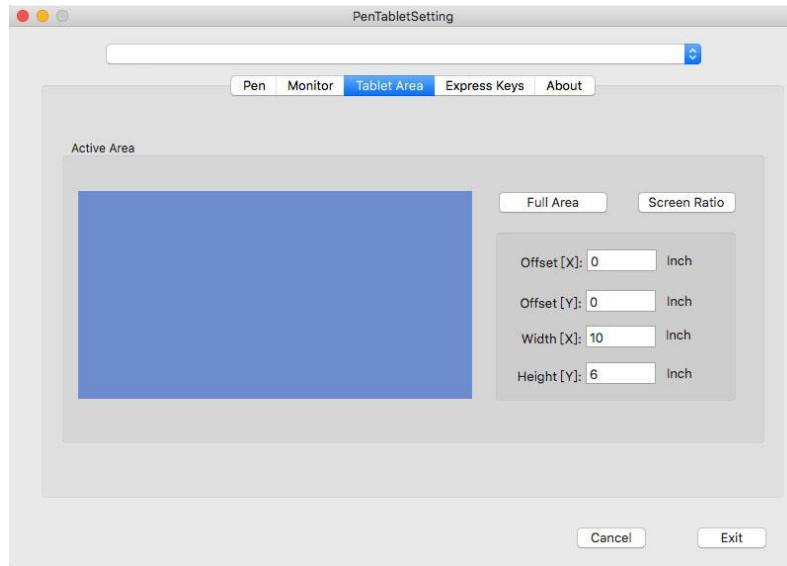 PenTabletSetting
Pen Monitor Tablet Area Express Keys About
Active Area
Full Area Screen Ratio
Offset [X]: 0 Inch
Offset [Y]: 0 Inch
Width [X]: 10 Inch
Height [Y]: 6 Inch
Cancel Exit